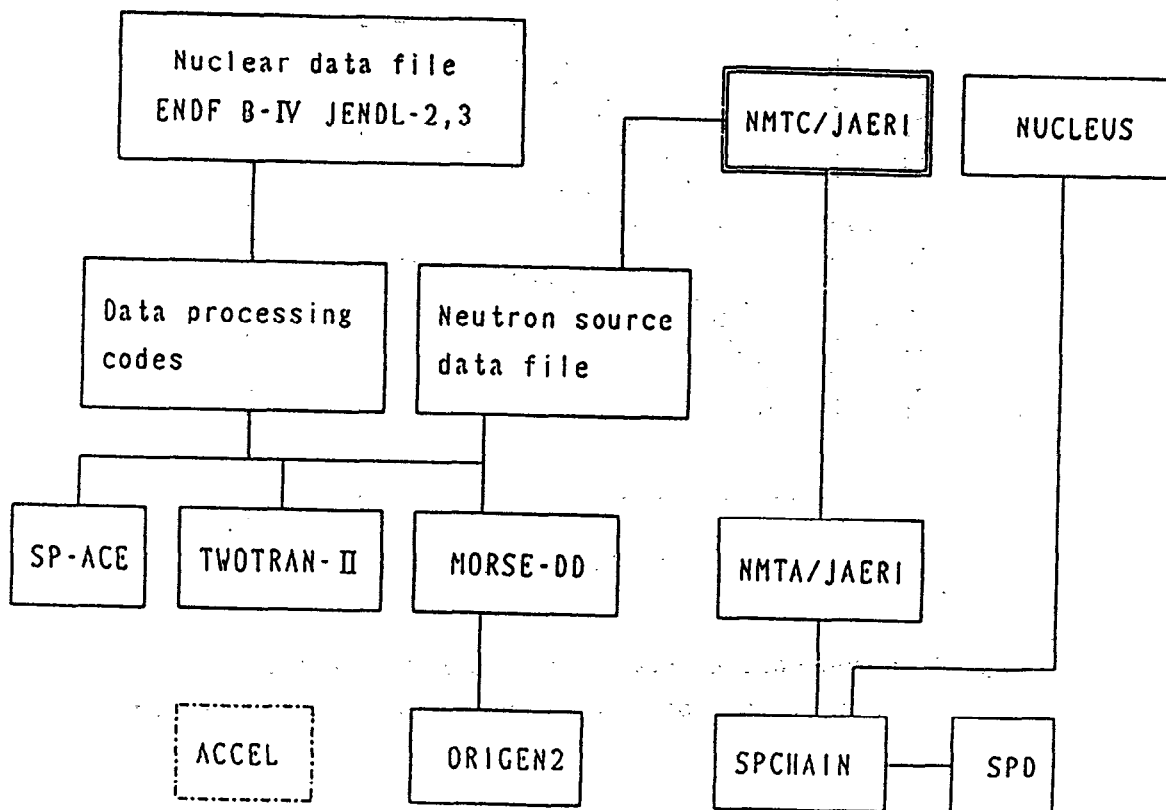 Nuclear data file
ENDF B-IV JENDL-2,3
NMTC/JAERI
NUCLEUS
Data processing
codes
Neutron source
data file
SP-ACE
TWOTRAN-II
MORSE-DD
NMTA/JAERI
ACCEL
ORIGEN2
SPCHAIN
SPD